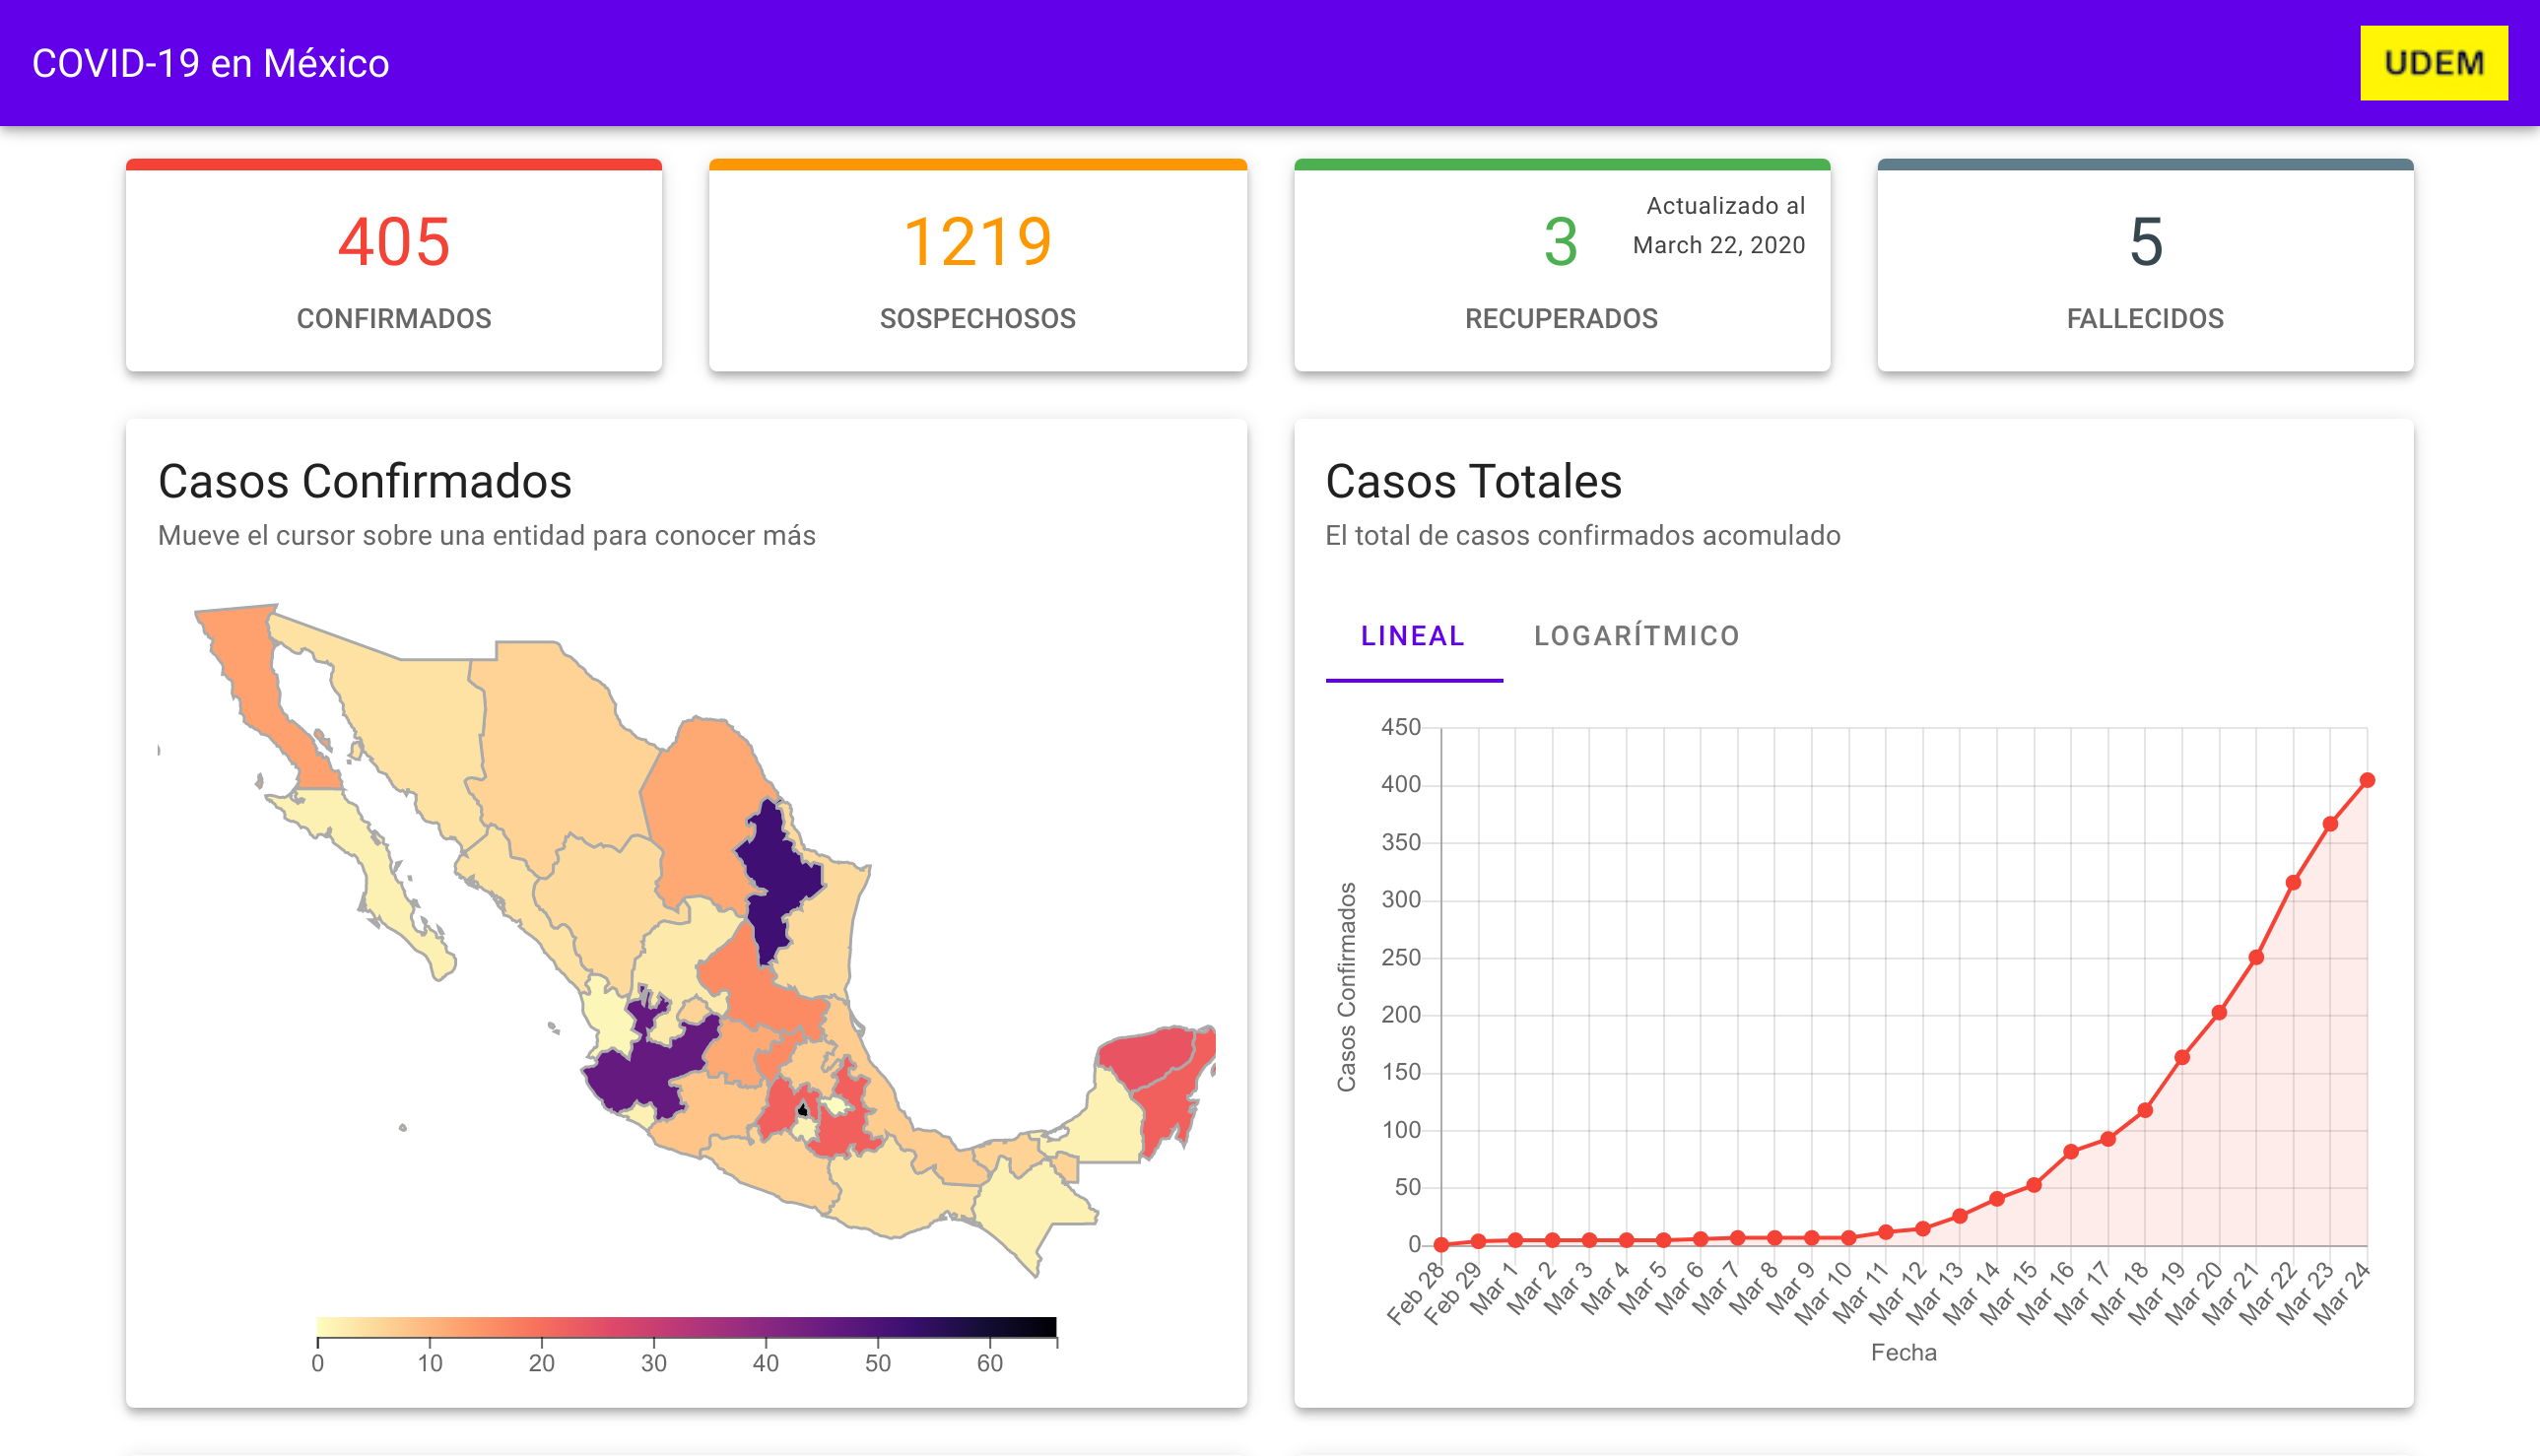 COVID-19 en México
UDEM
405
CONFIRMADOS
1219
SOSPECHOSOS
3
Actualizado al
March 22, 2020
RECUPERADOS
5
FALLECIDOS
Casos Confirmados
Mueve el cursor sobre una entidad para conocer más
0 10 20 30 40 50 60
Casos Totales
El total de casos confirmados acomulado
LINEAL LOGARÍTMICO
Casos Confirmados
450
400
350
300
250
200
150
100
50
0
Feb 28 Feb 29 Mar 1 Mar 2 Mar 3 Mar 4 Mar 5 Mar 6 Mar 7 Mar 8 Mar 9 Mar 10 Mar 11 Mar 12 Mar 13 Mar 14 Mar 15 Mar 16 Mar 17 Mar 18 Mar 19 Mar 20 Mar 21 Mar 22 Mar 23 Mar 24
Fecha